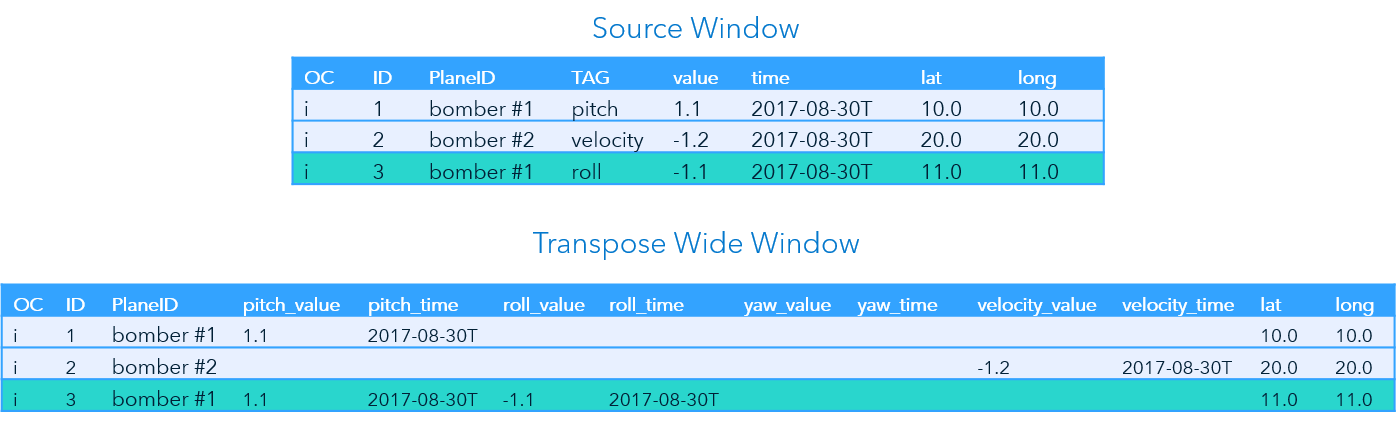 Source Window
OC ID PlaneID TAG value time lat long
i 1 bomber #1 pitch 1.1 2017-08-30T 10.0 10.0
i 2 bomber #2 velocity -1.2 2017-08-30T 20.0 20.0
i 3 bomber #1 roll -1.1 2017-08-30T 11.0 11.0
Transpose Wide Window
OC ID PlaneID pitch_value pitch_time roll_value roll_time yaw_value yaw_time velocity_value velocity_time lat long
i 1 bomber #1 1.1 2017-08-30T 10.0 10.0
i 2 bomber #2 -1.2 2017-08-30T 20.0 20.0
i 3 bomber #1 1.1 2017-08-30T -1.1 2017-08-30T 11.0 11.0